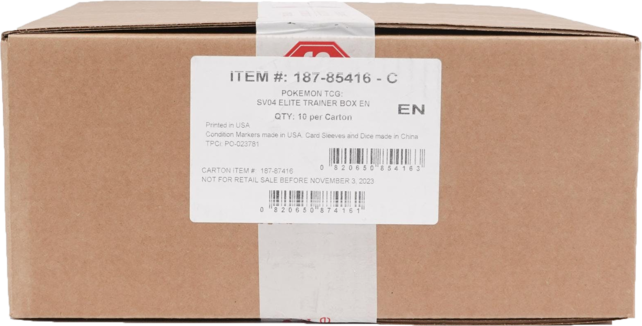 ITEM #: 187-85416 - C
POKEMON TCG:
SV04 ELITE TRAINER BOX EN
EN
QTY: 10 per Carton
Printed in USA
Condition Markers made in USA. Card Sleeves and Dice made in China
TPCi: PO-023781
0 820650 854163
CARTON ITEM #: 187-87416
NOT FOR RETAIL SALE BEFORE NOVEMBER 3, 2023
0 820650 874161